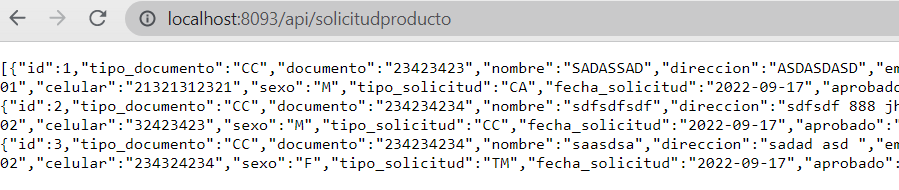 localhost:8093/api/solicitudproducto
[{"id":1,"tipo_documento":"CC","documento":"23423423","nombre":"SADASSAD","direccion":"ASDASDASD","em
01","celular":"21321312321","sexo":"M","tipo_solicitud":"CA","fecha_solicitud":"2022-09-17","aprobado
{"id":2,"tipo_documento":"CC","documento":"234234234","nombre":"sdfsdfsdf","direccion":"sdfsdf 888 jh
02","celular":"32423423","sexo":"M","tipo_solicitud":"CC","fecha_solicitud":"2022-09-17","aprobado":"
{"id":3,"tipo_documento":"CC","documento":"234234234","nombre":"saasdsa","direccion":"sadad asd ","em
02","celular":"234324234","sexo":"F","tipo_solicitud":"TM","fecha_solicitud":"2022-09-17","aprobado":